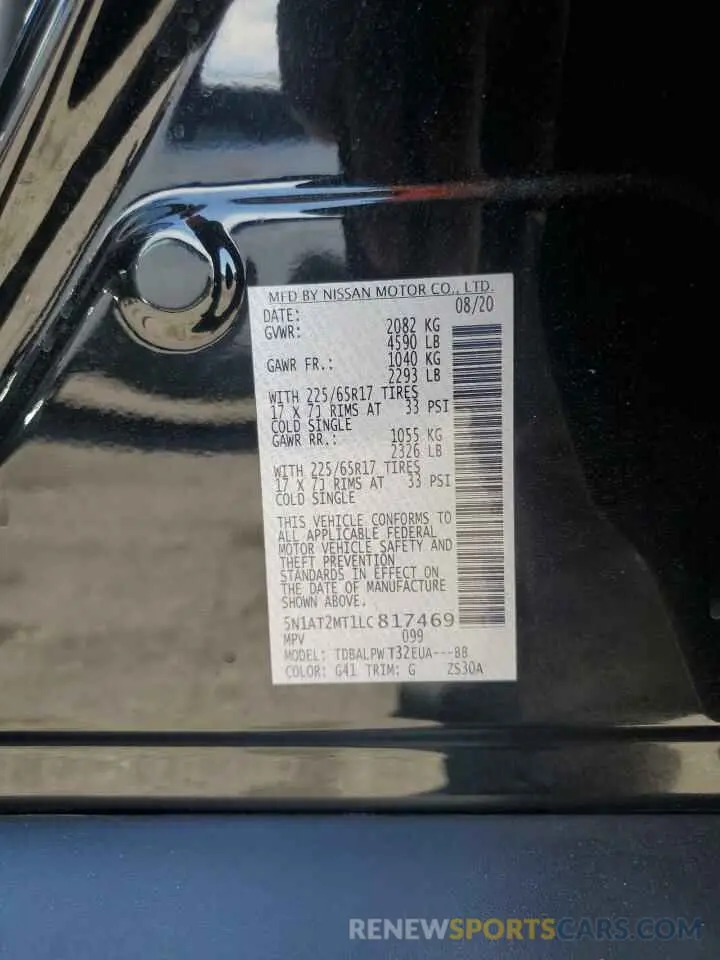 MFD BY NISSAN MOTOR CO., LTD.
DATE: 08/20
GVWR: 2082 KG
4590 LB
GAWR FR.: 1040 KG
2293 LB
WITH 225/65R17 TIRES
17 X 7J RIMS AT 33 PSI
COLD SINGLE
GAWR RR.: 1055 KG
2326 LB
WITH 225/65R17 TIRES
17 X 7J RIMS AT 33 PSI
COLD SINGLE
THIS VEHICLE CONFORMS TO
ALL APPLICABLE FEDERAL
MOTOR VEHICLE SAFETY AND
THEFT PREVENTION
STANDARDS IN EFFECT ON
THE DATE OF MANUFACTURE
SHOWN ABOVE.
5N1AT2MT1LC817469
MPV 099
MODEL: TDBALPW T32EUA---BB
COLOR: G41 TRIM: G ZS30A
RENEWSPORTSCARS.COM